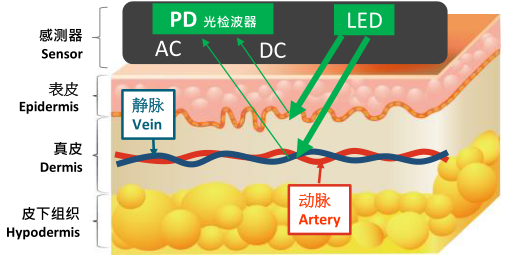 感测器
Sensor
PD 光检波器
LED
AC
DC
表皮
Epidermis
静脉
Vein
真皮
Dermis
动脉
Artery
皮下组织
Hypodermis